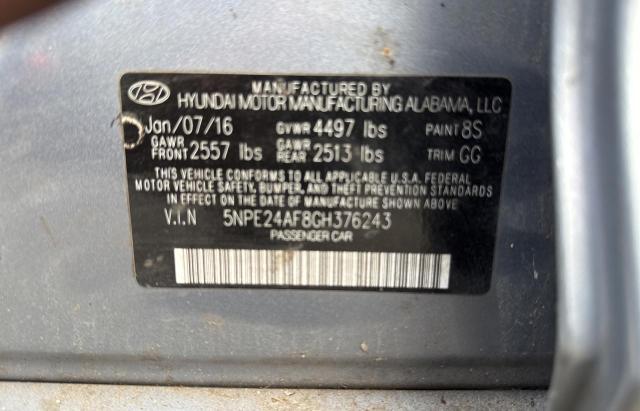 MANUFACTURED BY
HYUNDAI MOTOR MANUFACTURING ALABAMA, LLC
Jan/07/16 GVWR 4497 lbs PAINT 8S
GAWR FRONT 2557 lbs GAWR REAR 2513 lbs TRIM GG
THIS VEHICLE CONFORMS TO ALL APPLICABLE U.S.A. FEDERAL
MOTOR VEHICLE SAFETY, BUMPER, AND THEFT PREVENTION STANDARDS
IN EFFECT ON THE DATE OF MANUFACTURE SHOWN ABOVE.
V.I.N 5NPE24AF8GH376243
PASSENGER CAR